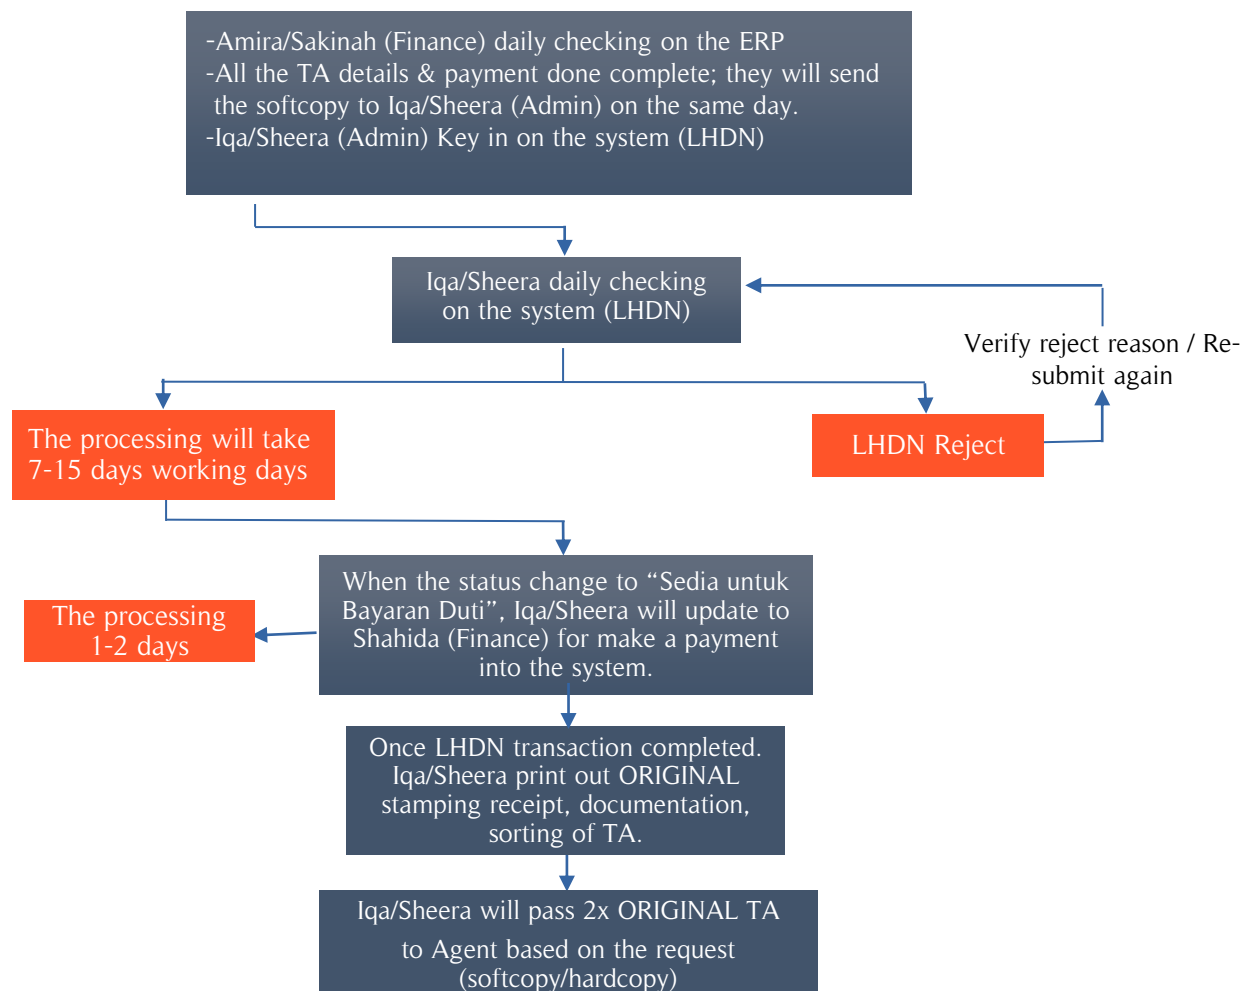 -Amira/Sakinah (Finance) daily checking on the ERP
-All the TA details & payment done complete; they will send
the softcopy to Iqa/Sheera (Admin) on the same day.
-Iqa/Sheera (Admin) Key in on the system (LHDN)
Iqa/Sheera daily checking
on the system (LHDN)
Verify reject reason / Re-
submit again
The processing will take
7-15 days working days
LHDN Reject
When the status change to “Sedia untuk
Bayaran Duti”, Iqa/Sheera will update to
Shahida (Finance) for make a payment
into the system.
The processing
1-2 days
Once LHDN transaction completed.
Iqa/Sheera print out ORIGINAL
stamping receipt, documentation,
sorting of TA.
Iqa/Sheera will pass 2x ORIGINAL TA
to Agent based on the request
(softcopy/hardcopy)